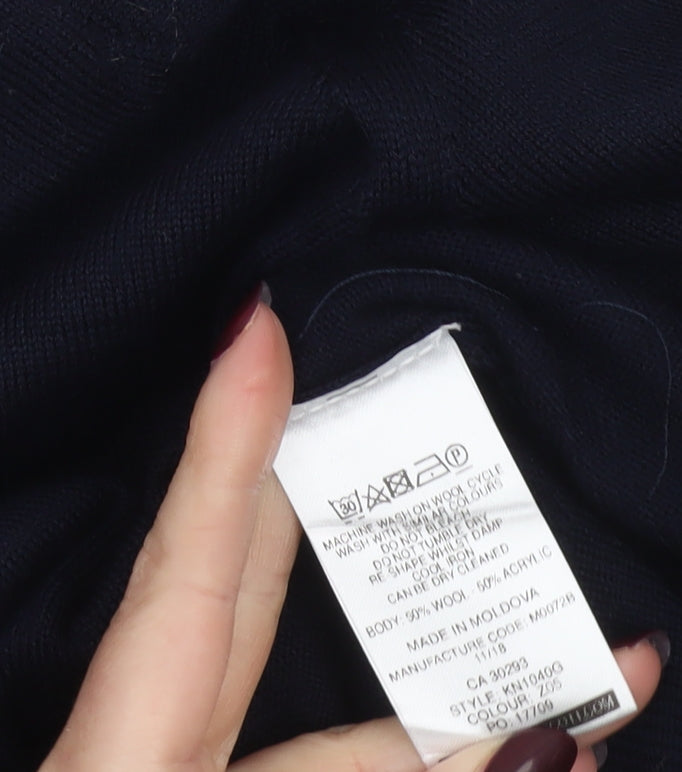 30 P
MACHINE WASH ON WOOL CYCLE
WASH WITH SIMILAR COLOURS
DO NOT BLEACH
DO NOT TUMBLE DRY
RE SHAPE WHILST DAMP
COOL IRON
CAN BE DRY CLEANED
BODY: 50% WOOL - 50% ACRYLIC
MADE IN MOLDOVA
MANUFACTURE CODE: M0072B
11/18
CA 30293
STYLE: KN1040G
COLOUR: Z05
PO: 17709